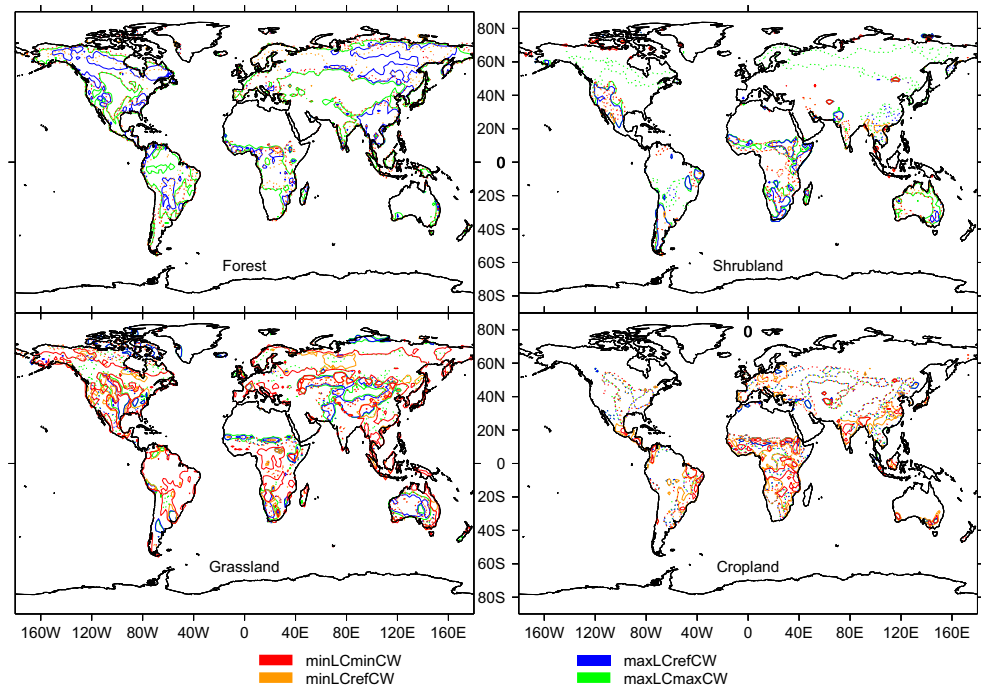 80N
60N
40N
20N
0
20S
40S
60S
80S
Forest
Shrubland
0
80N
60N
40N
20N
0
20S
40S
60S
80S
Grassland
Cropland
160W 120W 80W 40W 0 40E 80E 120E 160E
160W 120W 80W 40W 0 40E 80E 120E 160E
minLCminCW
maxLCrefCW
minLCrefCW
maxLCmaxCW